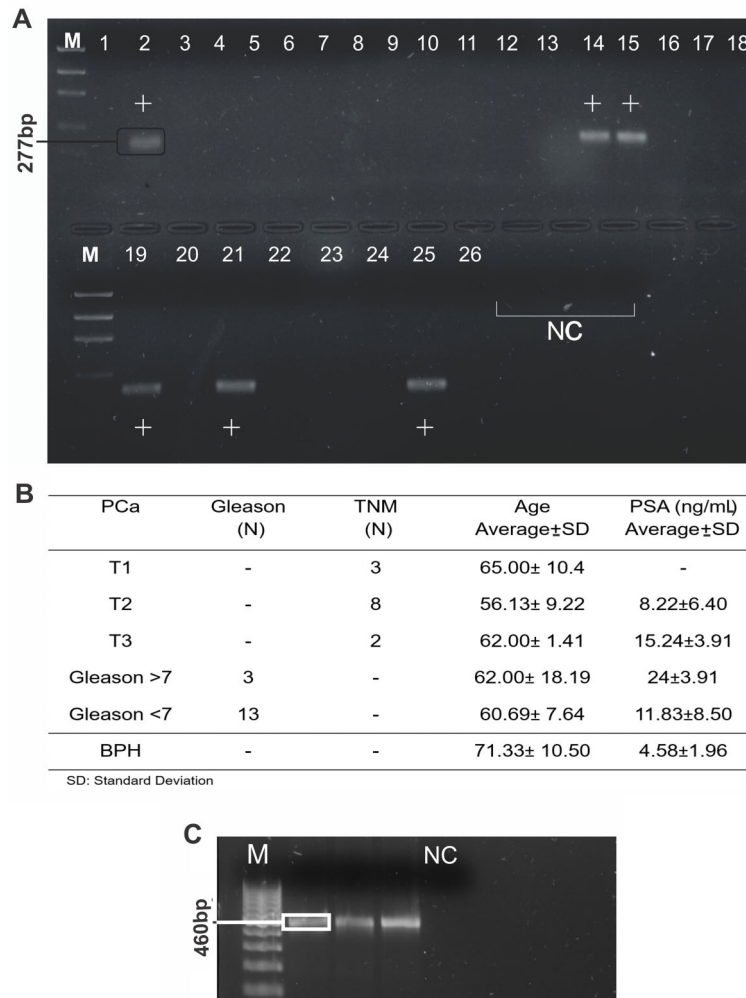 A
M 1 2 3 4 5 6 7 8 9 10 11 12 13 14 15 16 17 18
+ + +
277bp
M 19 20 21 22 23 24 25 26
NC
+ + +
B
PCa Gleason (N) TNM (N) Age Average±SD PSA (ng/mL) Average±SD
T1 - 3 65.00± 10.4 -
T2 - 8 56.13± 9.22 8.22±6.40
T3 - 2 62.00± 1.41 15.24±3.91
Gleason >7 3 - 62.00± 18.19 24±3.91
Gleason <7 13 - 60.69± 7.64 11.83±8.50
BPH - - 71.33± 10.50 4.58±1.96
SD: Standard Deviation
C
M NC
460bp